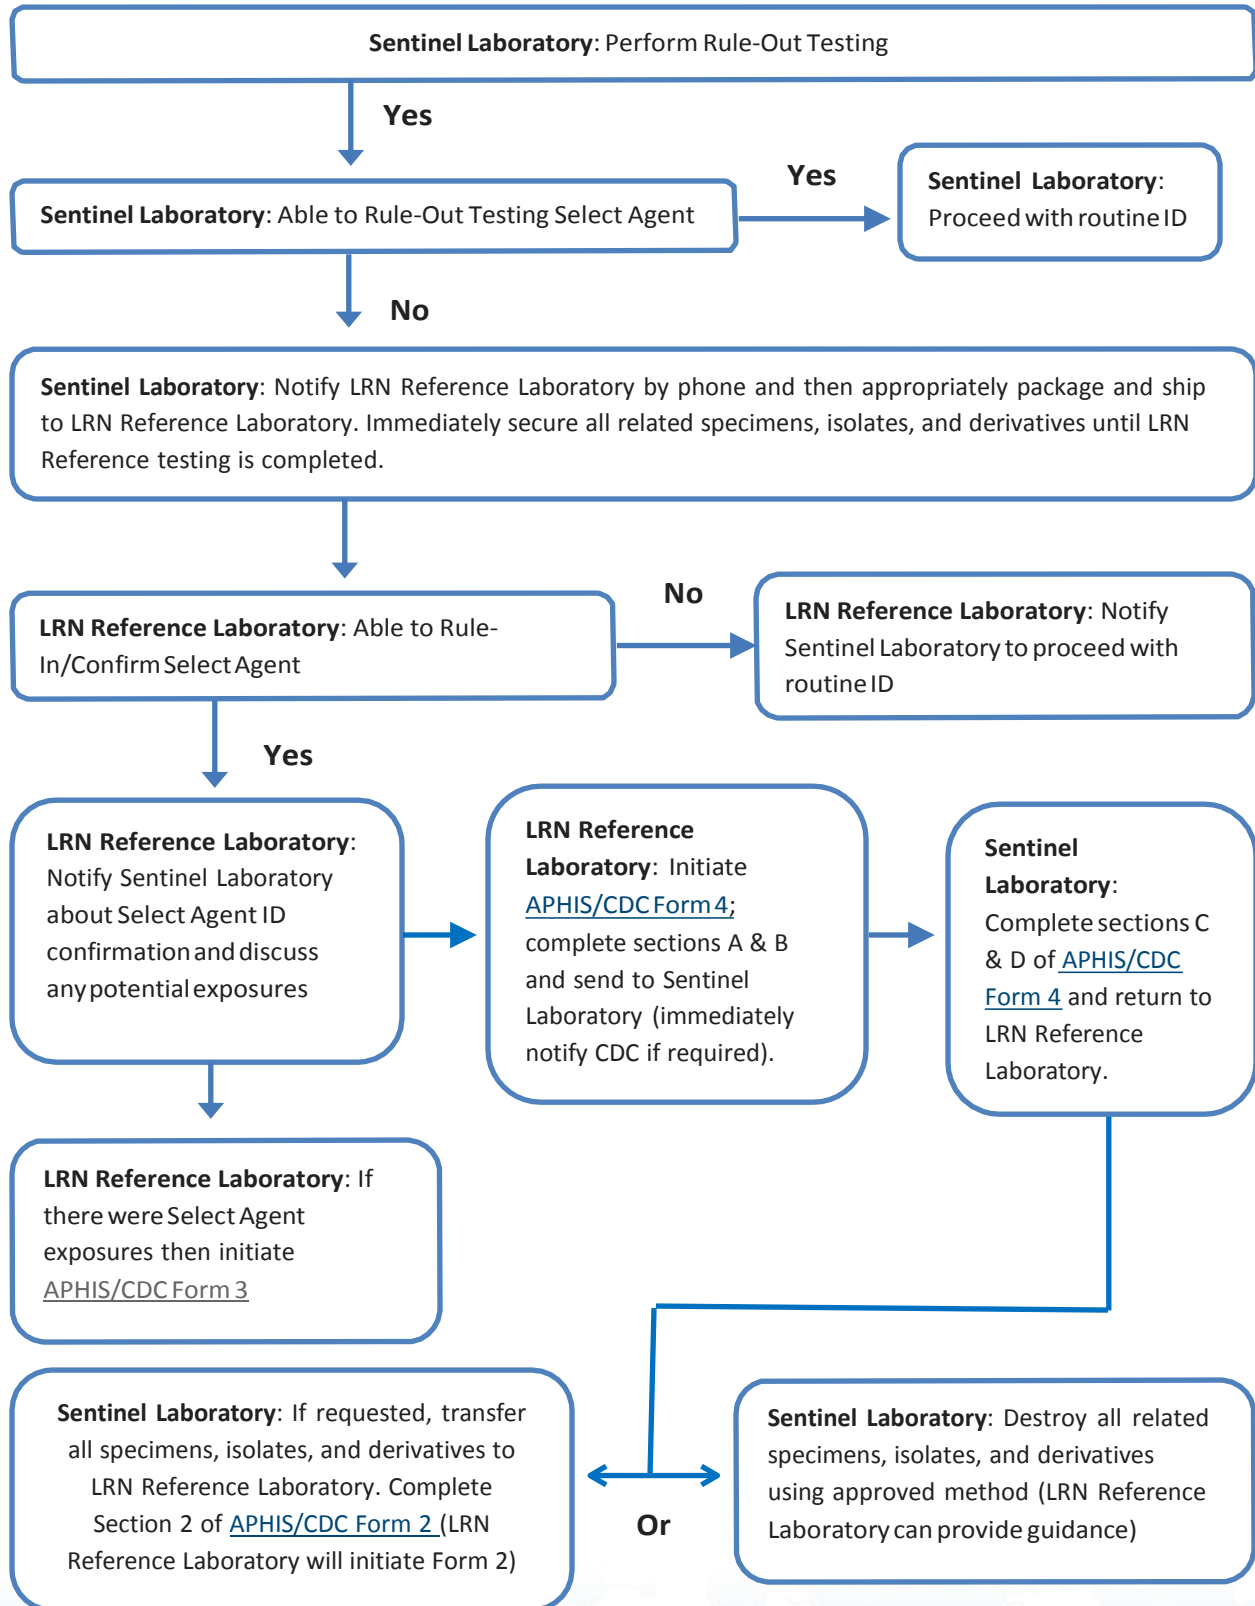 Sentinel Laboratory: Perform Rule-Out Testing
Yes
Sentinel Laboratory: Able to Rule-Out Testing Select Agent
Yes
Sentinel Laboratory:
Proceed with routine ID
No
Sentinel Laboratory: Notify LRN Reference Laboratory by phone and then appropriately package and ship
to LRN Reference Laboratory. Immediately secure all related specimens, isolates, and derivatives until LRN
Reference testing is completed.
LRN Reference Laboratory: Able to Rule-
In/Confirm Select Agent
No
LRN Reference Laboratory: Notify
Sentinel Laboratory to proceed with
routine ID
Yes
LRN Reference Laboratory:
Notify Sentinel Laboratory
about Select Agent ID
confirmation and discuss
any potential exposures
LRN Reference
Laboratory: Initiate
APHIS/CDC Form 4;
complete sections A & B
and send to Sentinel
Laboratory (immediately
notify CDC if required).
Sentinel
Laboratory:
Complete sections C
& D of APHIS/CDC
Form 4 and return to
LRN Reference
Laboratory.
LRN Reference Laboratory: If
there were Select Agent
exposures then initiate
APHIS/CDC Form 3
Sentinel Laboratory: If requested, transfer
all specimens, isolates, and derivatives to
LRN Reference Laboratory. Complete
Section 2 of APHIS/CDC Form 2 (LRN
Reference Laboratory will initiate Form 2)
Or
Sentinel Laboratory: Destroy all related
specimens, isolates, and derivatives
using approved method (LRN Reference
Laboratory can provide guidance)